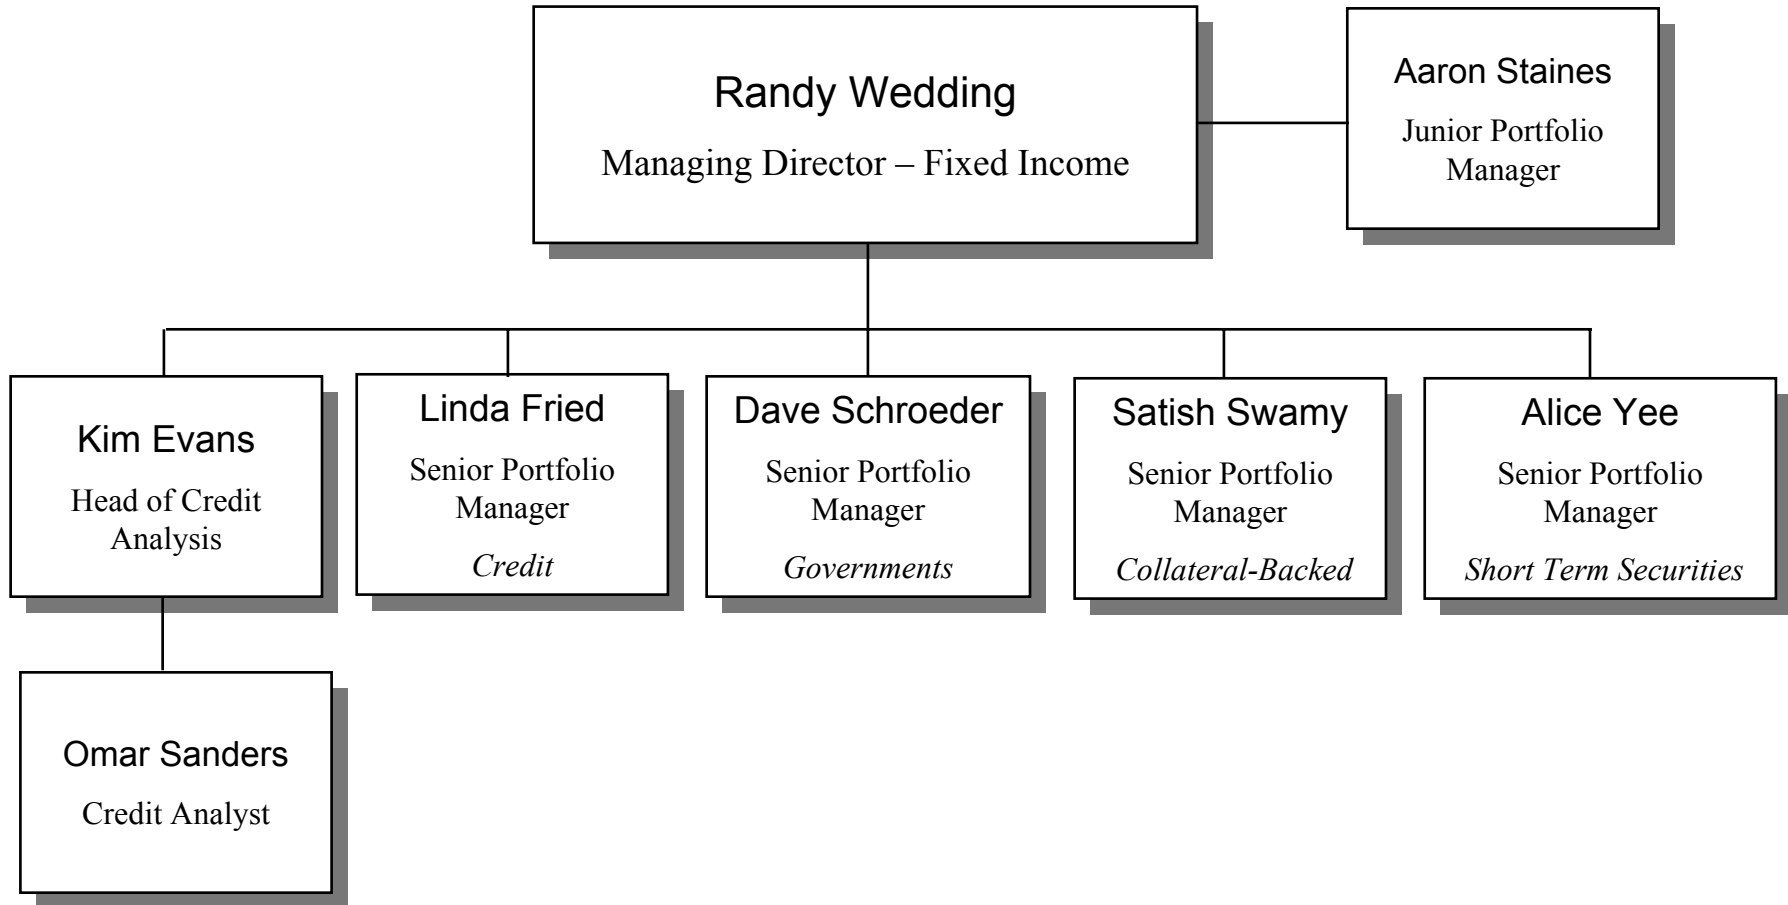 Randy Wedding
Managing Director – Fixed Income
Aaron Staines
Junior Portfolio
Manager
Kim Evans
Head of Credit
Analysis
Linda Fried
Senior Portfolio
Manager
Credit
Dave Schroeder
Senior Portfolio
Manager
Governments
Satish Swamy
Senior Portfolio
Manager
Collateral-Backed
Alice Yee
Senior Portfolio
Manager
Short Term Securities
Omar Sanders
Credit Analyst